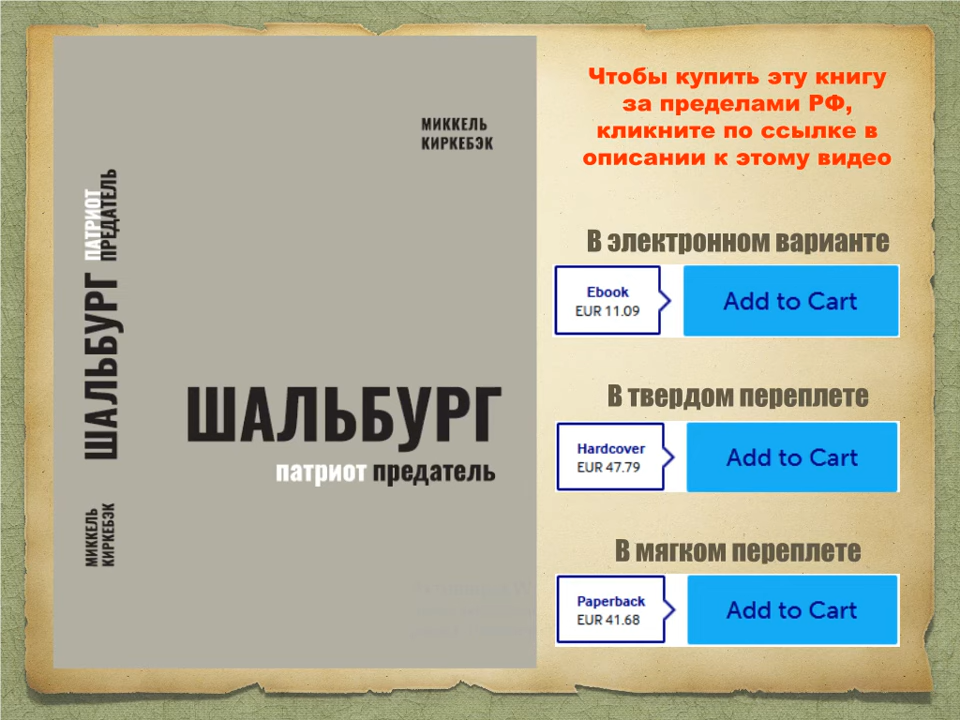 МИККЕЛЬ
КИРКЕБЭК
ШАЛЬБУРГ
патриот предатель
ШАЛЬБУРГ
ПАТРИОТ
ПРЕДАТЕЛЬ
МИККЕЛЬ
КИРКЕБЭК
Чтобы купить эту книгу
за пределами РФ,
кликните по ссылке в
описании к этому видео
В электронном варианте
Ebook
EUR 11.09
Add to Cart
В твердом переплете
Hardcover
EUR 47.79
Add to Cart
В мягком переплете
Paperback
EUR 41.68
Add to Cart